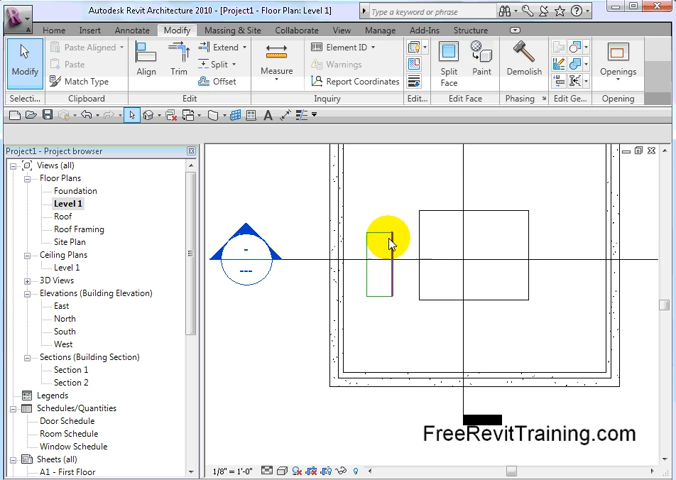 Autodesk Revit Architecture 2010 - [Project1 - Floor Plan: Level 1]
Type a keyword or phrase
Home Insert Annotate Modify Massing & Site Collaborate View Manage Add-Ins Structure
Modify
Paste Aligned
Paste
Match Type
Align
Trim
Extend
Split
Offset
Measure
Element ID
Warnings
Report Coordinates
Split Face
Paint
Demolish
Openings
Selecti... Clipboard Edit Inquiry Edit... Edit Face Phasing Edit Ge... Opening
Project1 - Project browser
Views (all)
Floor Plans
Foundation
Level 1
Roof
Roof Framing
Site Plan
Ceiling Plans
Level 1
3D Views
Elevations (Building Elevation)
East
North
South
West
Sections (Building Section)
Section 1
Section 2
Legends
Schedules/Quantities
Door Schedule
Room Schedule
Window Schedule
Sheets (all)
A1 - First Floor
-
---
FreeRevitTraining.com
1/8" = 1'-0"